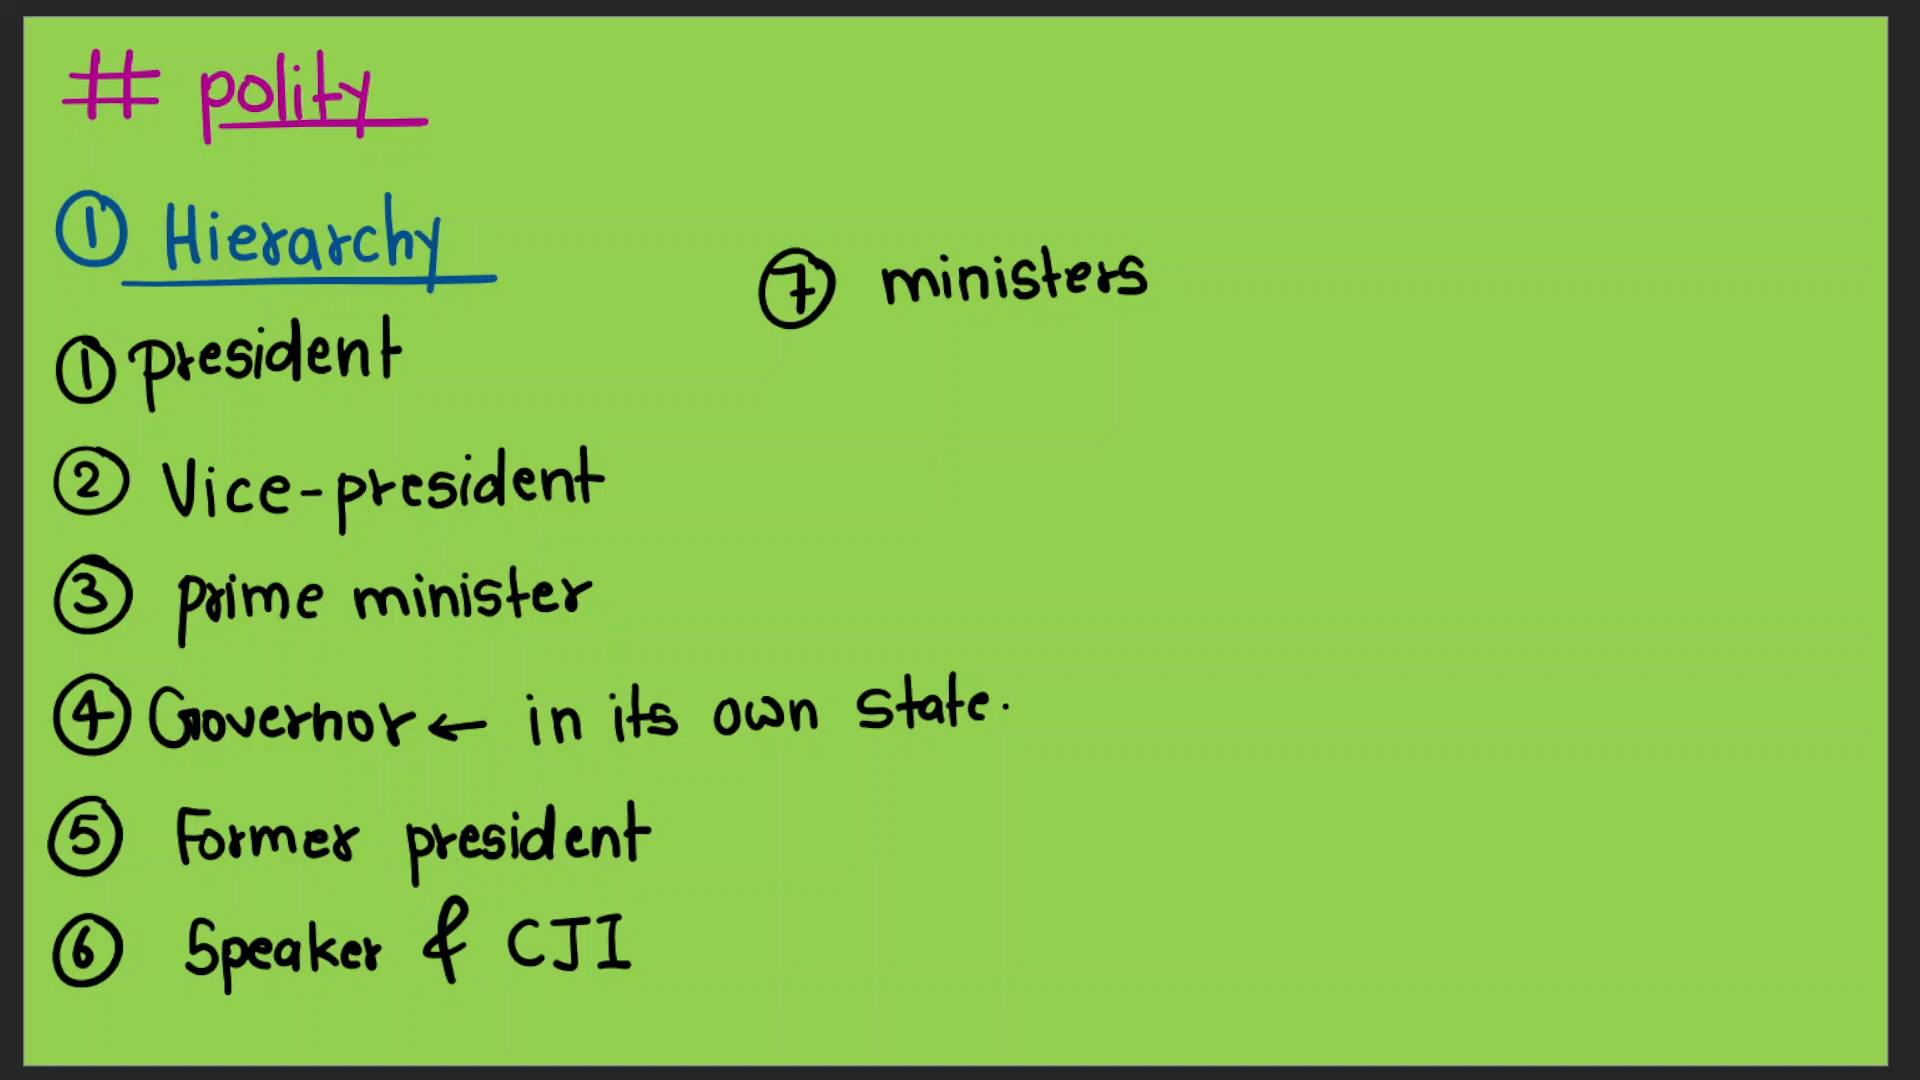 # polity
① Hierarchy
① president
② Vice-president
③ prime minister
④ Governor ← in its own state.
⑤ Former president
⑥ Speaker & CJI
⑦ ministers